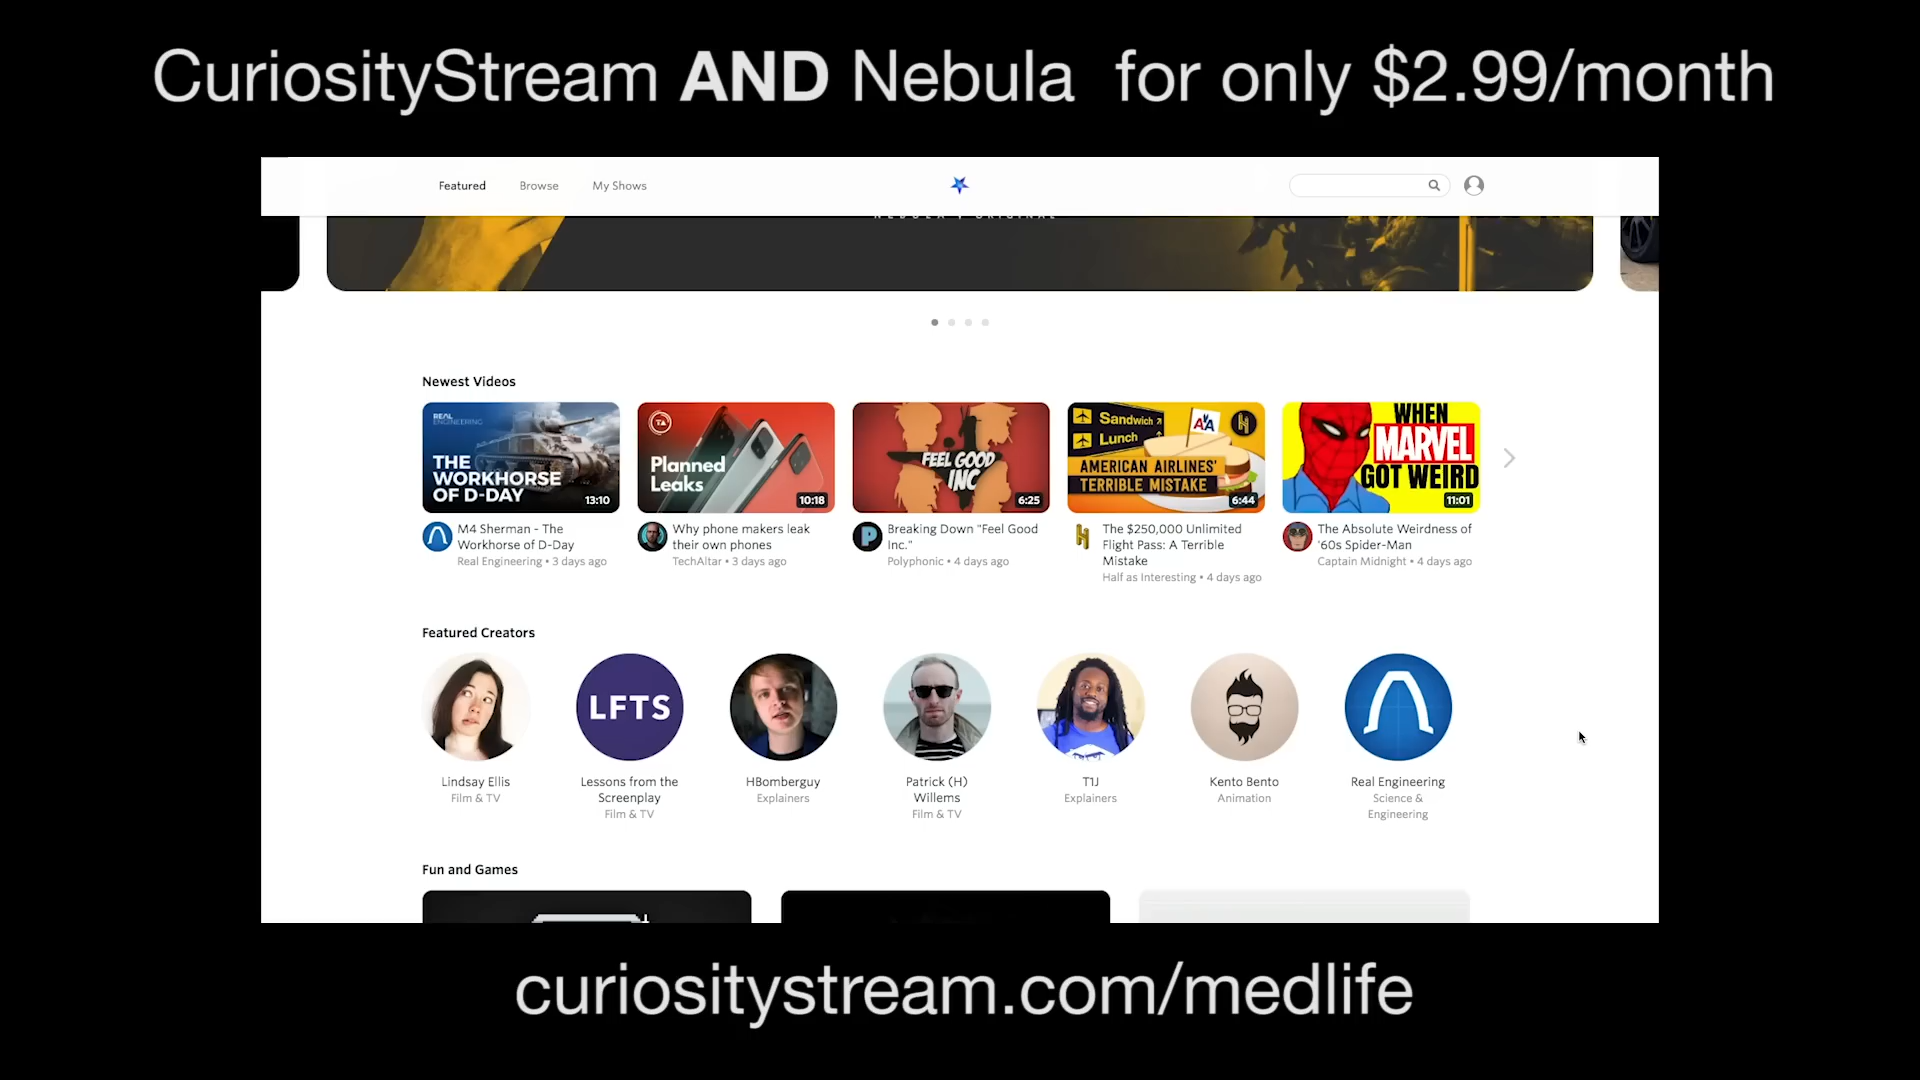 CuriosityStream AND Nebula for only $2.99/month
Featured Browse My Shows
NEBULA ORIGINAL
Newest Videos
REAL ENGINEERING
THE
WORKHORSE
OF D-DAY
13:10
TA
Planned
Leaks
10:18
FEEL GOOD
INC
6:25
Sandwich
Lunch
AA
AMERICAN AIRLINES'
TERRIBLE MISTAKE
6:44
WHEN
MARVEL
GOT WEIRD
11:01
M4 Sherman - The
Workhorse of D-Day
Real Engineering • 3 days ago
Why phone makers leak
their own phones
TechAltar • 3 days ago
Breaking Down "Feel Good
Inc."
Polyphonic • 4 days ago
The $250,000 Unlimited
Flight Pass: A Terrible
Mistake
Half as Interesting • 4 days ago
The Absolute Weirdness of
'60s Spider-Man
Captain Midnight • 4 days ago
Featured Creators
LFTS
Lindsay Ellis
Film & TV
Lessons from the
Screenplay
Film & TV
HBomberguy
Explainers
Patrick (H)
Willems
Film & TV
T1J
Explainers
Kento Bento
Animation
Real Engineering
Science &
Engineering
Fun and Games
curiositystream.com/medlife